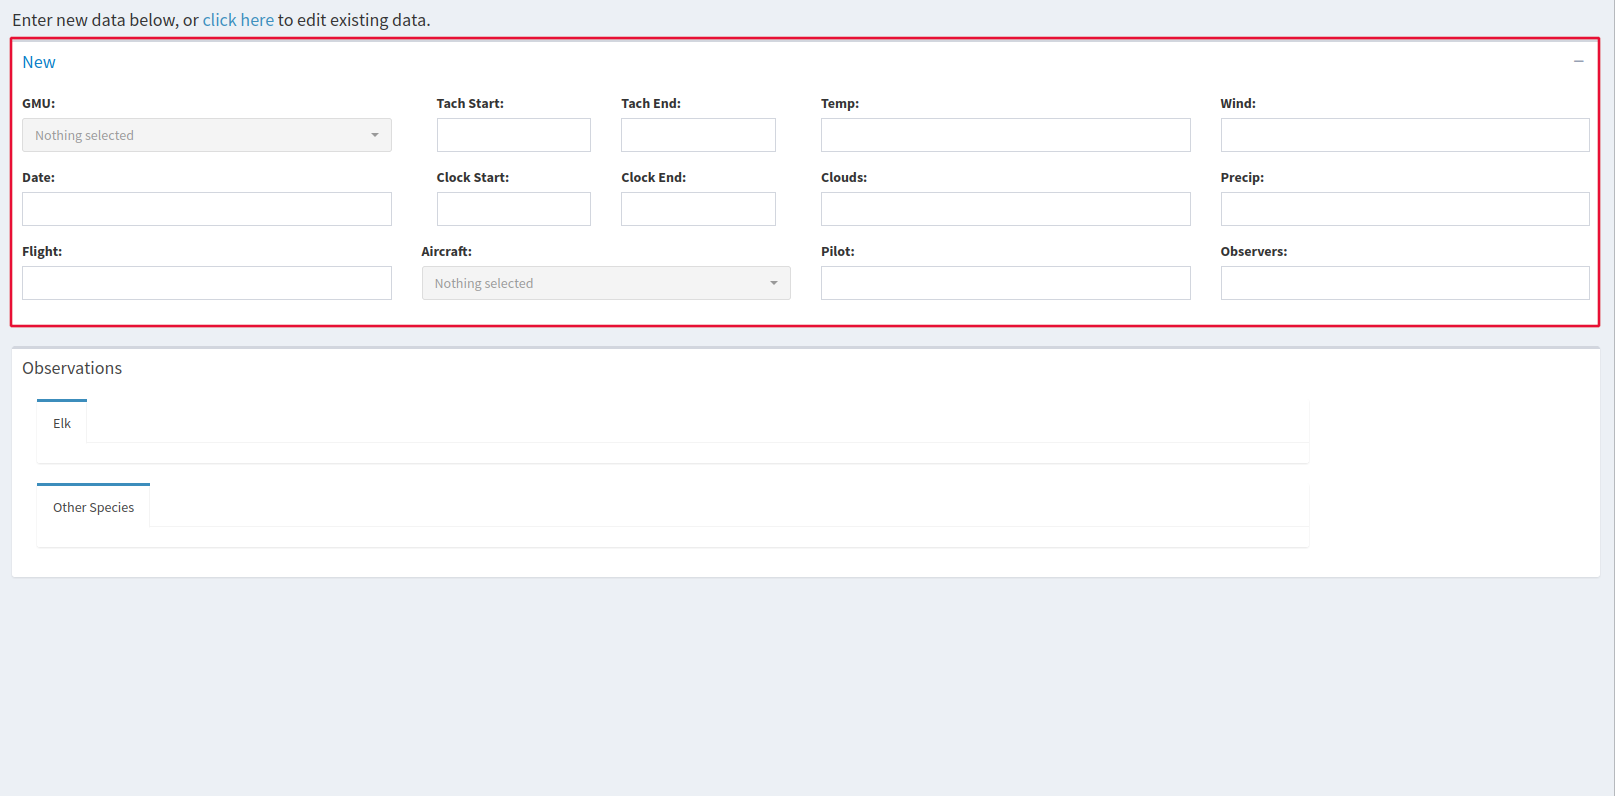 Enter new data below, or click here to edit existing data.
New
GMU: Tach Start: Tach End: Temp: Wind:
Nothing selected
Date: Clock Start: Clock End: Clouds: Precip:
Flight: Aircraft: Pilot: Observers:
Nothing selected
Observations
Elk
Other Species